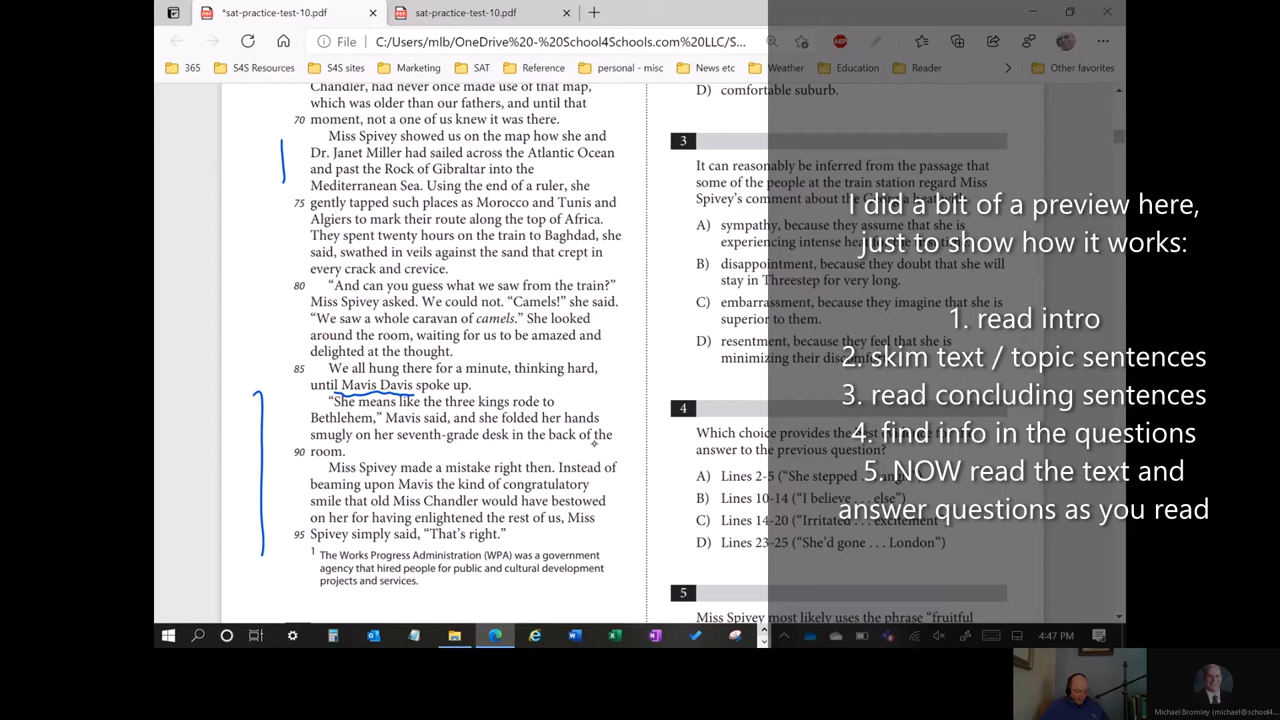 *sat-practice-test-10.pdf
sat-practice-test-10.pdf
File
C:/Users/mlb/OneDrive%20-%20School4Schools.com%20LLC/S...
ABP
365
S4S Resources
S4S sites
Marketing
SAT
Reference
personal - misc
News etc
Weather
Education
Reader
Other favorites
Chandler, had never once made use of that map,
which was older than our fathers, and until that
70 moment, not a one of us knew it was there.
Miss Spivey showed us on the map how she and
Dr. Janet Miller had sailed across the Atlantic Ocean
and past the Rock of Gibraltar into the
Mediterranean Sea. Using the end of a ruler, she
75 gently tapped such places as Morocco and Tunis and
Algiers to mark their route along the top of Africa.
They spent twenty hours on the train to Baghdad, she
said, swathed in veils against the sand that crept in
every crack and crevice.
80 “And can you guess what we saw from the train?”
Miss Spivey asked. We could not. “Camels!” she said.
“We saw a whole caravan of camels.” She looked
around the room, waiting for us to be amazed and
delighted at the thought.
85 We all hung there for a minute, thinking hard,
until Mavis Davis spoke up.
“She means like the three kings rode to
Bethlehem,” Mavis said, and she folded her hands
smugly on her seventh-grade desk in the back of the
90 room.
Miss Spivey made a mistake right then. Instead of
beaming upon Mavis the kind of congratulatory
smile that old Miss Chandler would have bestowed
on her for having enlightened the rest of us, Miss
95 Spivey simply said, “That’s right.”
1 The Works Progress Administration (WPA) was a government
agency that hired people for public and cultural development
projects and services.
D) comfortable suburb.
3
It can reasonably be inferred from the passage that
some of the people at the train station regard Miss
Spivey’s comment about the
A) sympathy, because they assume that she is
experiencing intense
B) disappointment, because they doubt that she will
stay in Threestep for very long.
C) embarrassment, because they imagine that she is
superior to them.
D) resentment, because they feel that she is
minimizing their
4
Which choice provides the best
answer to the previous question?
A) Lines 2-5 (“She stepped
B) Lines 10-14 (“I believe . . . else”)
C) Lines 14-20 (“Irritated . . . excitement
D) Lines 23-25 (“She’d gone . . . London”)
5
Miss Spivey most likely uses the phrase “fruitful
I did a bit of a preview here,
just to show how it works:
1. read intro
2. skim text / topic sentences
3. read concluding sentences
4. find info in the questions
5. NOW read the text and
answer questions as you read
4:47 PM
Michael Bromley (michael@school4...